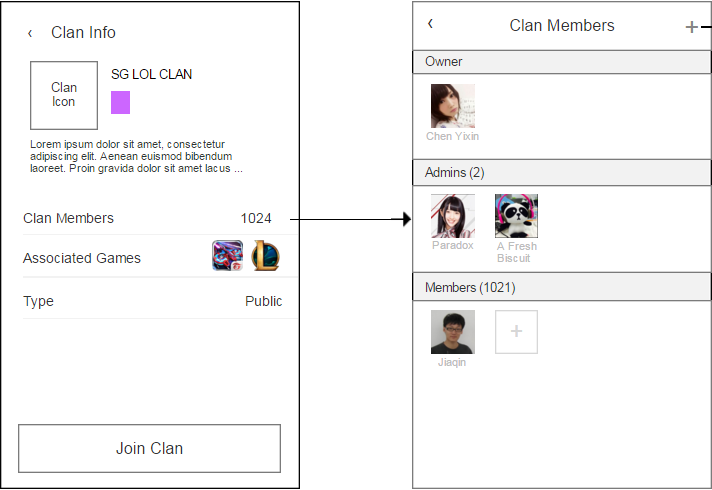 ‹ Clan Info
Clan
Icon
SG LOL CLAN
Lorem ipsum dolor sit amet, consectetur
adipiscing elit. Aenean euismod bibendum
laoreet. Proin gravida dolor sit amet lacus ...
Clan Members 1024
Associated Games
Type Public
Join Clan
‹ Clan Members +
Owner
Chen Yixin
Admins (2)
Paradox
A Fresh
Biscuit
Members (1021)
+
Jiaqin